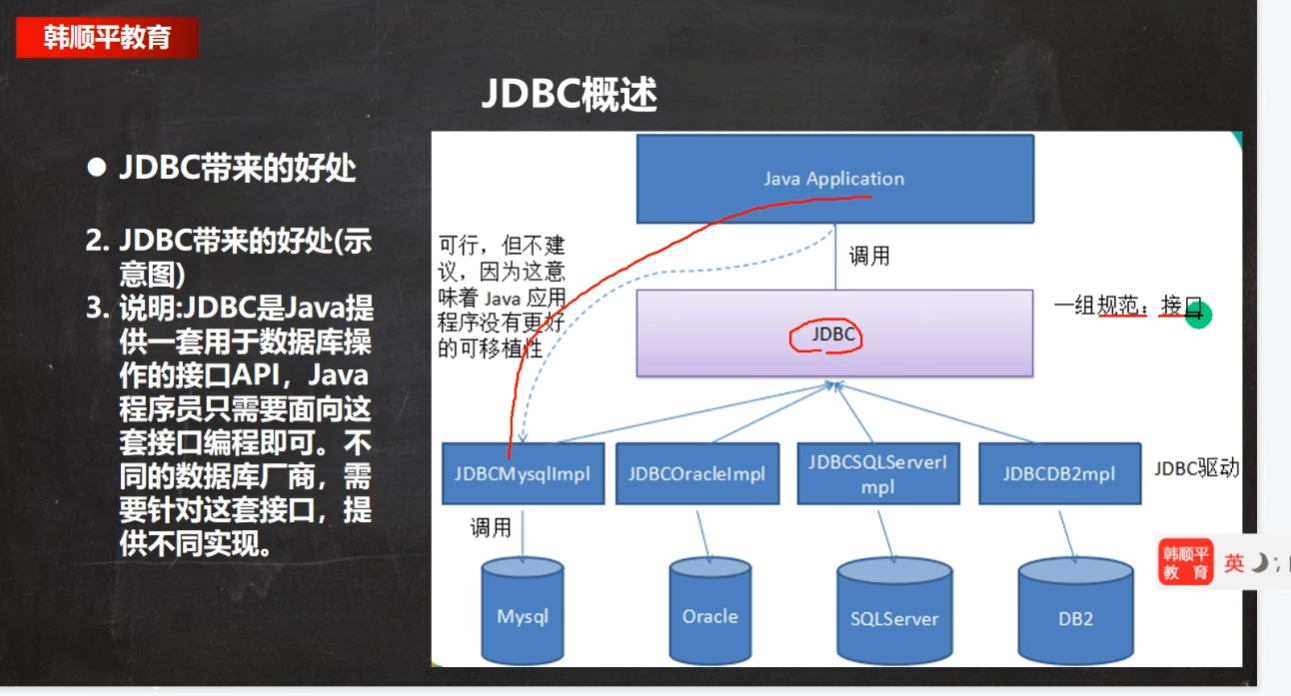 韩顺平教育
JDBC概述
● JDBC带来的好处
2. JDBC带来的好处(示
意图)
3. 说明:JDBC是Java提
供一套用于数据库操
作的接口API，Java
程序员只需要面向这
套接口编程即可。不
同的数据库厂商，需
要针对这套接口，提
供不同实现。
Java Application
可行，但不建
议，因为这意
味着 Java 应用
程序没有更好
的可移植性
调用
JDBC
一组规范：接口
JDBCMysqlImpl
JDBCOracleImpl
JDBCSQLServerI
mpl
JDBCDB2mpl
JDBC驱动
调用
Mysql
Oracle
SQLServer
DB2
韩顺平
教 育
英